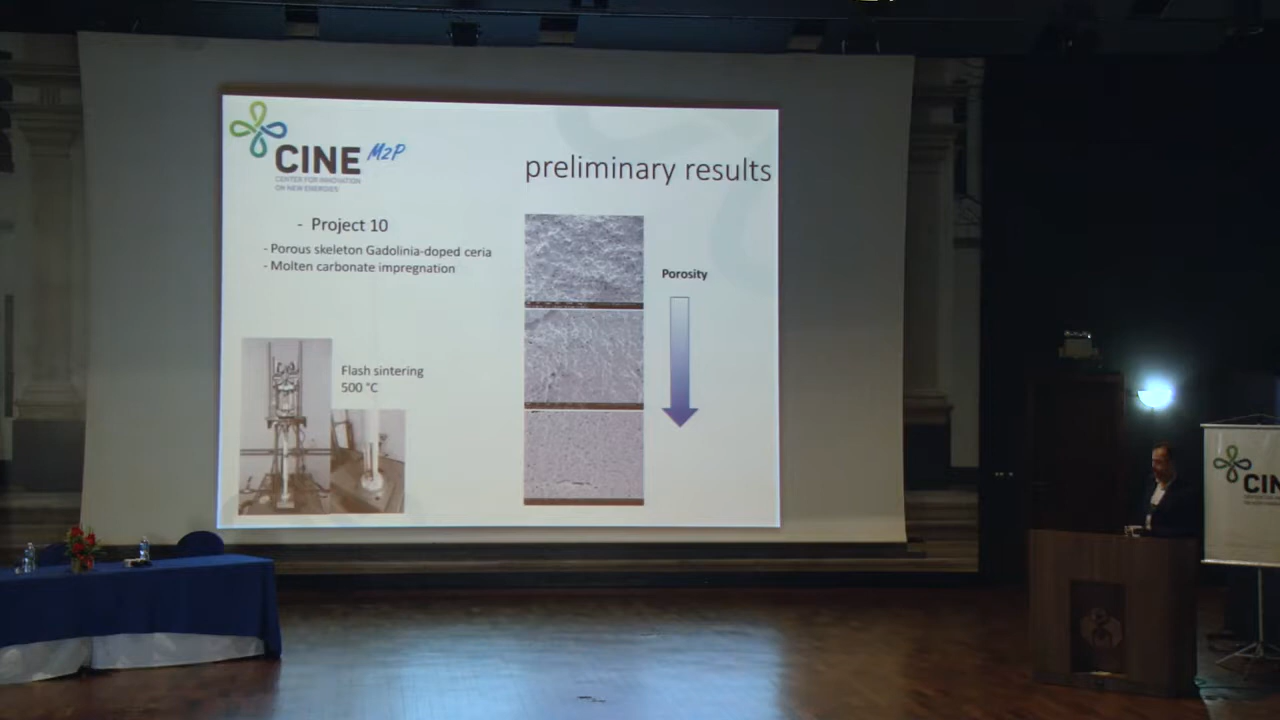 CINE M2P
CENTER FOR INNOVATION
ON NEW ENERGIES
preliminary results
- Project 10
- Porous skeleton Gadolinia-doped ceria
- Molten carbonate impregnation
Porosity
Flash sintering
500 °C
CIN